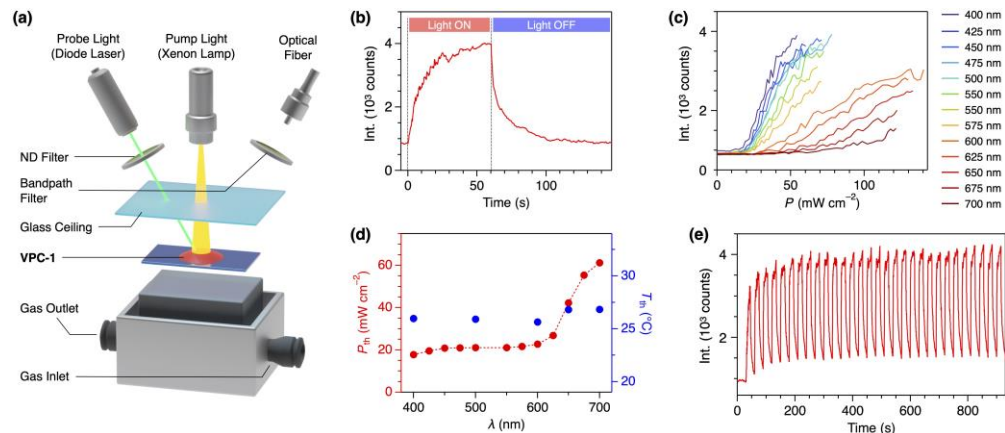 (a)
Probe Light
(Diode Laser)
Pump Light
(Xenon Lamp)
Optical
Fiber
ND Filter
Bandpath
Filter
Glass Ceiling
VPC-1
Gas Outlet
Gas Inlet
(b)
Light ON
Light OFF
Int. (10³ counts)
4
2
0
0
50
100
150
Time (s)
(c)
Int. (10³ counts)
4
2
0
0
50
100
P (mW cm⁻²)
400 nm
425 nm
450 nm
475 nm
500 nm
550 nm
550 nm
575 nm
600 nm
625 nm
650 nm
675 nm
700 nm
(d)
Pth (mW cm⁻²)
60
40
20
0
400
500
600
700
λ (nm)
30
25
20
Tth (°C)
(e)
Int. (10³ counts)
4
2
0
200
400
600
800
Time (s)